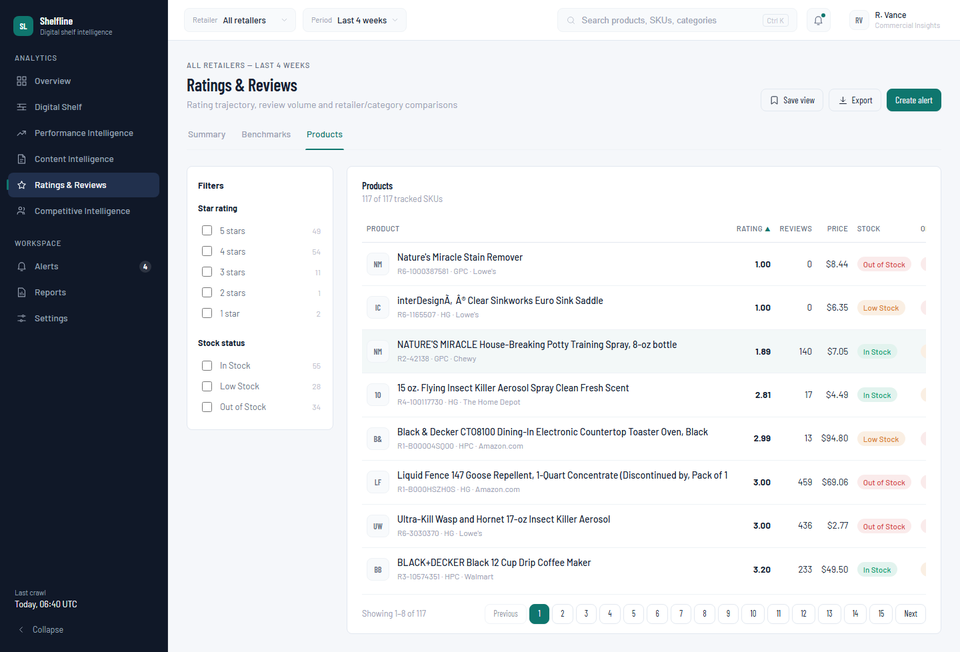 SL
Shelfline
Digital shelf intelligence
ANALYTICS
Overview
Digital Shelf
Performance Intelligence
Content Intelligence
Ratings & Reviews
Competitive Intelligence
WORKSPACE
Alerts 4
Reports
Settings
Last crawl
Today, 06:40 UTC
Collapse
Retailer All retailers
Period Last 4 weeks
Search products, SKUs, categories Ctrl K
RV
R. Vance
Commercial Insights
ALL RETAILERS — LAST 4 WEEKS
Ratings & Reviews
Rating trajectory, review volume and retailer/category comparisons
Save view
Export
Create alert
Summary Benchmarks Products
Filters
Star rating
5 stars 49
4 stars 54
3 stars 11
2 stars 1
1 star 2
Stock status
In Stock 55
Low Stock 28
Out of Stock 34
Products
117 of 117 tracked SKUs
PRODUCT RATING ▲ REVIEWS PRICE STOCK
NM Nature's Miracle Stain Remover 1.00 0 $8.44 Out of Stock
R6-1000387581 · GPC · Lowe's
IC interDesignÃ‚Â® Clear Sinkworks Euro Sink Saddle 1.00 0 $6.35 Low Stock
R6-1165507 · HG · Lowe's
NM NATURE'S MIRACLE House-Breaking Potty Training Spray, 8-oz bottle 1.89 140 $7.05 In Stock
R2-42138 · GPC · Chewy
10 15 oz. Flying Insect Killer Aerosol Spray Clean Fresh Scent 2.81 17 $4.49 In Stock
R4-100117730 · HG · The Home Depot
B& Black & Decker CTO8100 Dining-In Electronic Countertop Toaster Oven, Black 2.99 13 $94.80 Low Stock
R1-B00004SQD0 · HPC · Amazon.com
LF Liquid Fence 147 Goose Repellent, 1-Quart Concentrate (Discontinued by, Pack of 1 3.00 459 $69.06 Out of Stock
R1-B000HSZHGS · HG · Amazon.com
UW Ultra-Kill Wasp and Hornet 17-oz Insect Killer Aerosol 3.00 436 $2.77 Out of Stock
R6-3030370 · HG · Lowe's
BB BLACK+DECKER Black 12 Cup Drip Coffee Maker 3.20 233 $49.50 In Stock
R3-10574351 · HPC · Walmart
Showing 1–8 of 117
Previous 1 2 3 4 5 6 7 8 9 10 11 12 13 14 15 Next